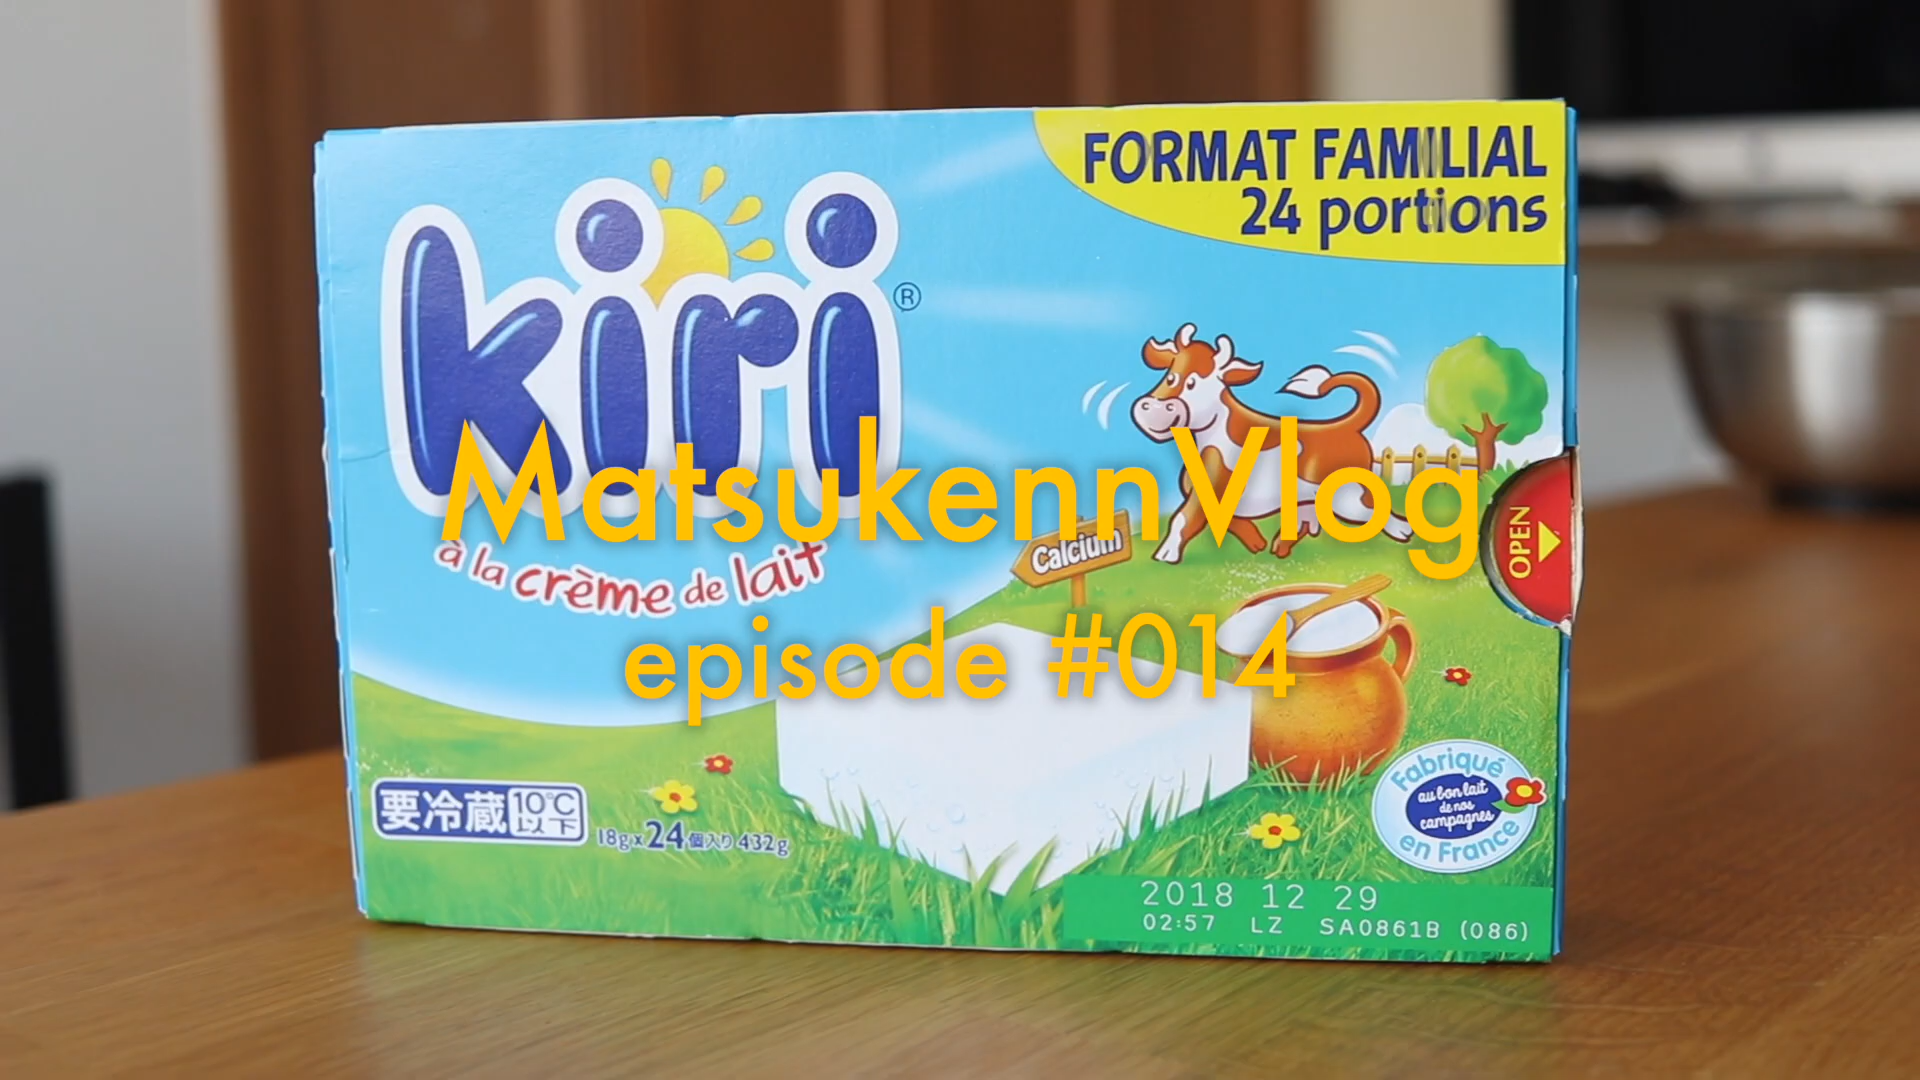 FORMAT FAMILIAL
24 portions
kiri®
à la crème de lait
MatsukennVlog
episode #014
Calcium
OPEN
要冷蔵 10℃以下
18g×24個入り 432g
Fabriqué
au bon lait
de nos
campagnes
en France
2018 12 29
02:57 LZ SA0861B (086)